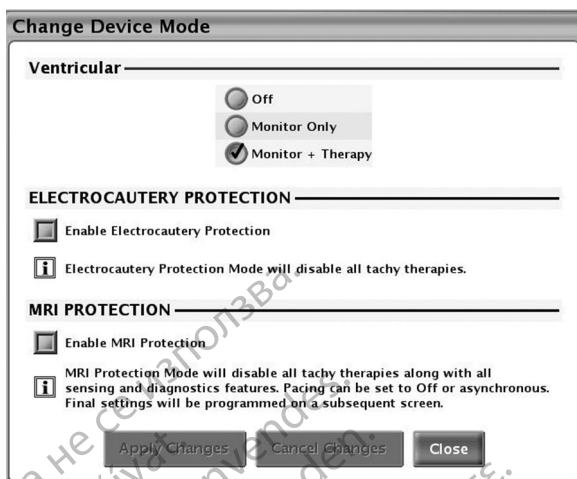 Change Device Mode
Ventricular
Off
Monitor Only
Monitor + Therapy
ELECTROCAUTERY PROTECTION
Enable Electrocautery Protection
Electrocautery Protection Mode will disable all tachy therapies.
MRI PROTECTION
Enable MRI Protection
MRI Protection Mode will disable all tachy therapies along with all
sensing and diagnostics features. Pacing can be set to Off or asynchronous.
Final settings will be programmed on a subsequent screen.
Apply Changes Cancel Changes Close
не се използва.